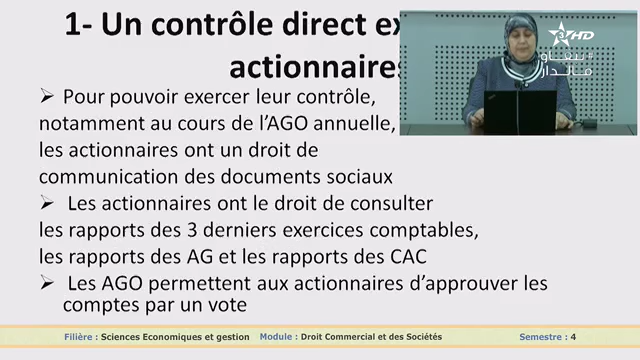 1- Un contrôle direct ex
actionnaires
➢ Pour pouvoir exercer leur contrôle,
notamment au cours de l’AGO annuelle,
les actionnaires ont un droit de
communication des documents sociaux
➢ Les actionnaires ont le droit de consulter
les rapports des 3 derniers exercices comptables,
les rapports des AG et les rapports des CAC
➢ Les AGO permettent aux actionnaires d’approuver les
comptes par un vote
3 HD
ماندار
Filière : Sciences Economiques et gestion Module : Droit Commercial et des Sociétés Semestre : 4